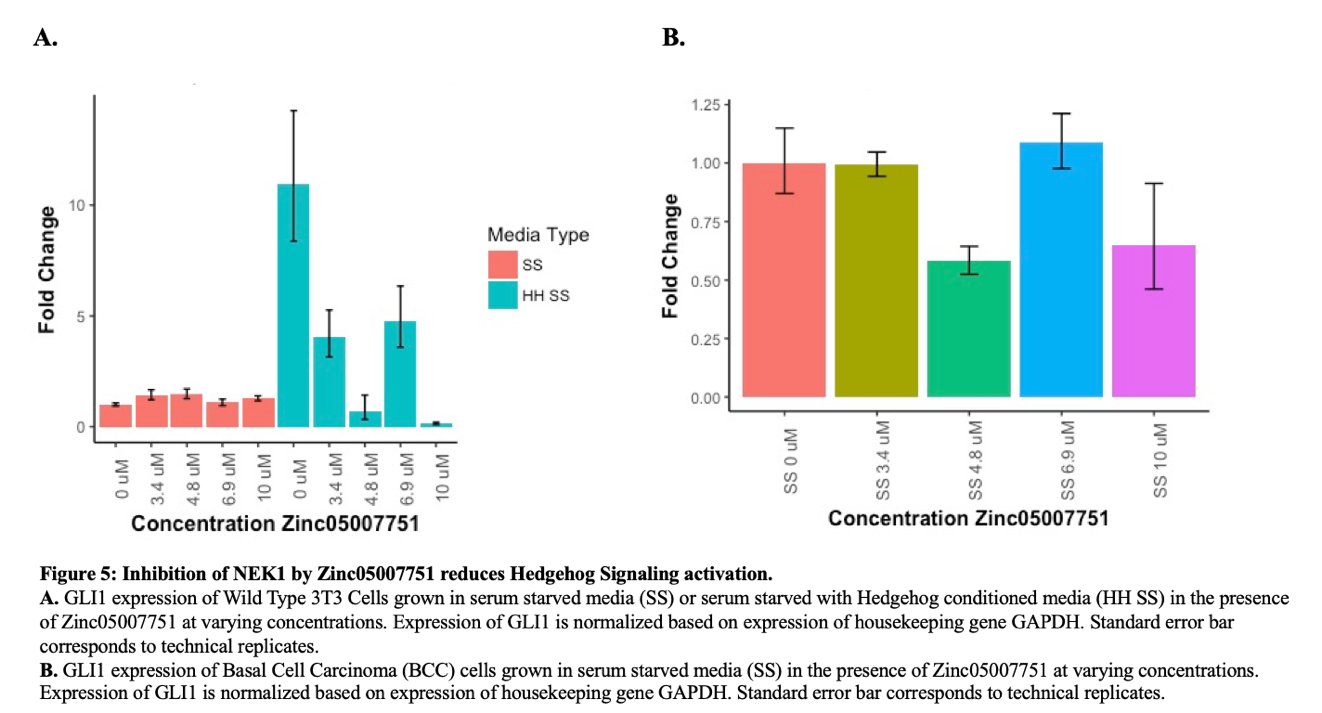 A.
B.
Fold Change
10
5
0
0 uM
3.4 uM
4.8 uM
6.9 uM
10 uM
0 uM
3.4 uM
4.8 uM
6.9 uM
10 uM
Concentration Zinc05007751
Media Type
SS
HH SS
Fold Change
1.25
1.00
0.75
0.50
0.25
0.00
SS 0 uM
SS 3.4 uM
SS 4.8 uM
SS 6.9 uM
SS 10 uM
Concentration Zinc05007751
Figure 5: Inhibition of NEK1 by Zinc05007751 reduces Hedgehog Signaling activation.
A. GLI1 expression of Wild Type 3T3 Cells grown in serum starved media (SS) or serum starved with Hedgehog conditioned media (HH SS) in the presence
of Zinc05007751 at varying concentrations. Expression of GLI1 is normalized based on expression of housekeeping gene GAPDH. Standard error bar
corresponds to technical replicates.
B. GLI1 expression of Basal Cell Carcinoma (BCC) cells grown in serum starved media (SS) in the presence of Zinc05007751 at varying concentrations.
Expression of GLI1 is normalized based on expression of housekeeping gene GAPDH. Standard error bar corresponds to technical replicates.